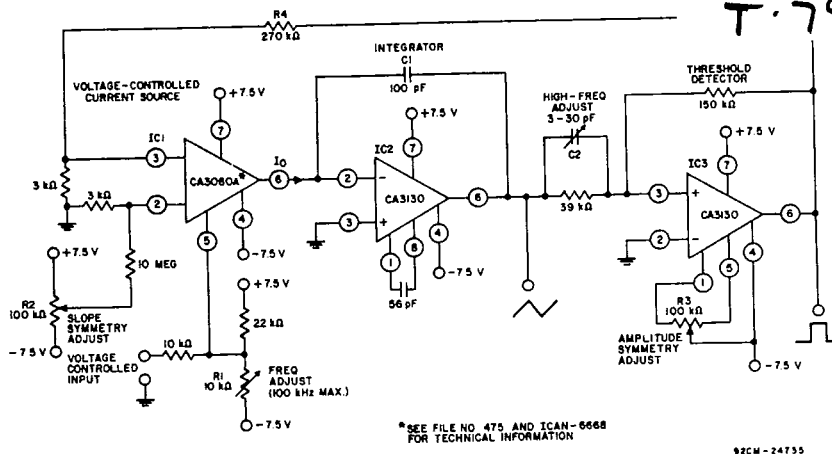 R4
270 kΩ
T-79
INTEGRATOR
C1
100 pF
THRESHOLD
DETECTOR
150 kΩ
VOLTAGE-CONTROLLED
CURRENT SOURCE
+7.5 V
HIGH-FREQ
ADJUST
3-30 pF
C2
+7.5 V
+7.5 V
7
7
7
IC1
IC2
IC3
3
CA3080A*
IO
6
2
-
CA3130
6
39 kΩ
3
+
CA3130
6
3 kΩ
3 kΩ
2
4
3
+
4
2
-
4
5
-7.5 V
1
8
-7.5 V
1
5
56 pF
+7.5 V
10 MEG
+7.5 V
R2
100 kΩ
SLOPE
SYMMETRY
ADJUST
22 kΩ
R3
100 kΩ
AMPLITUDE
SYMMETRY
ADJUST
-7.5 V
VOLTAGE
CONTROLLED
INPUT
10 kΩ
R1
10 kΩ
FREQ
ADJUST
(100 kHz MAX.)
-7.5 V
-7.5 V
*SEE FILE NO. 475 AND ICAN-6668
FOR TECHNICAL INFORMATION
92CM-24735